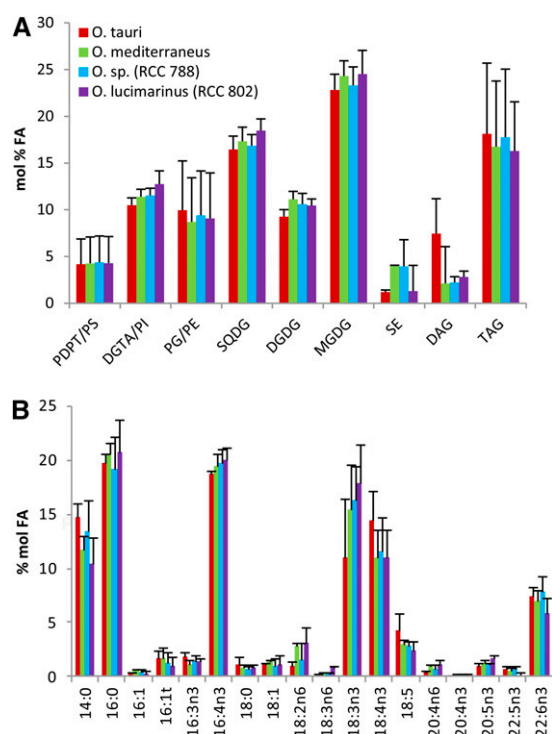 A
O. tauri
O. mediterraneus
O. sp. (RCC 788)
O. lucimarinus (RCC 802)
mol % FA
30
25
20
15
10
5
0
PDPT/PS
DGTA/PI
PG/PE
SQDG
DGDG
MGDG
SE
DAG
TAG
B
% mol FA
25
20
15
10
5
0
14:0
16:0
16:1
16:1t
16:3n3
16:4n3
18:0
18:1
18:2n6
18:3n6
18:3n3
18:4n3
18:5
20:4n6
20:4n3
20:5n3
22:5n3
22:6n3